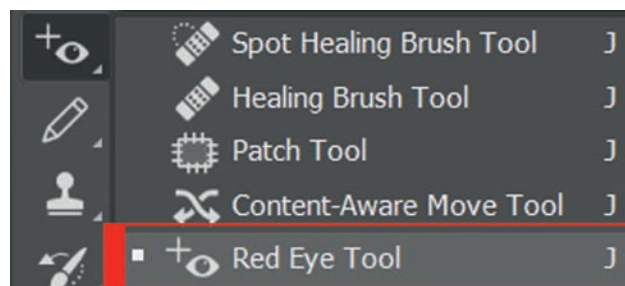 Spot Healing Brush Tool J
Healing Brush Tool J
Patch Tool J
Content-Aware Move Tool J
Red Eye Tool J